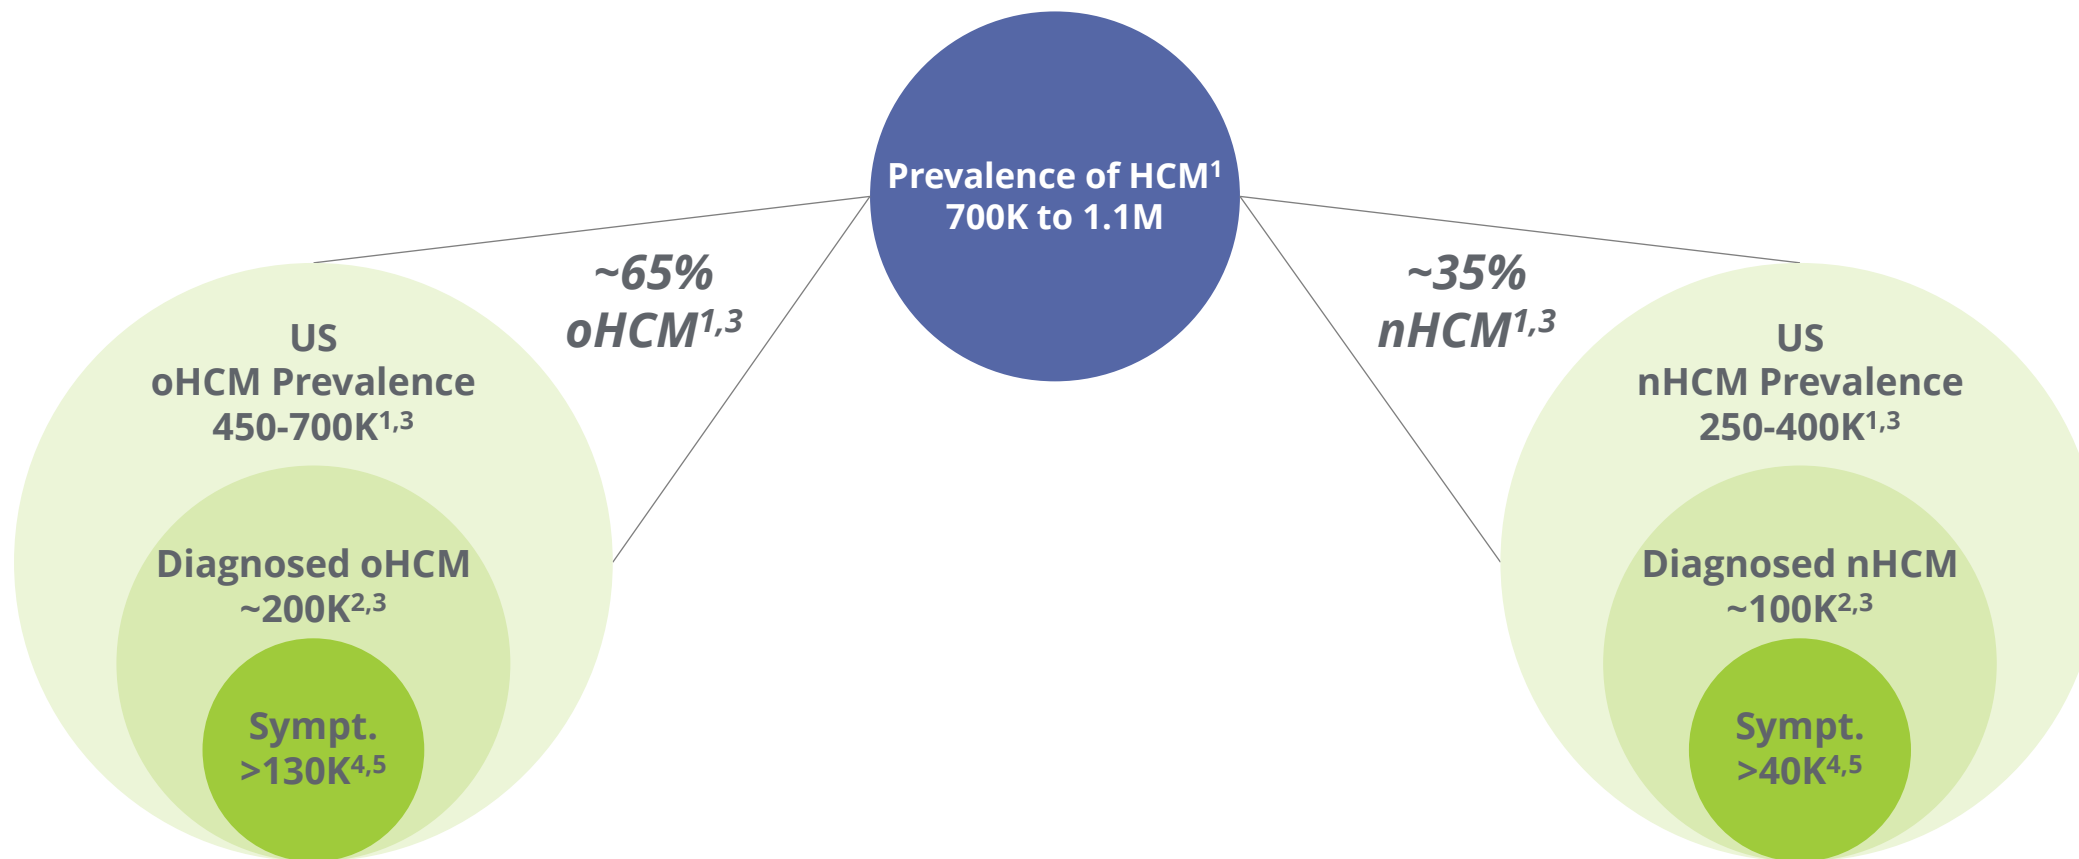 Prevalence of HCM¹
700K to 1.1M
~65%
oHCM¹,³
~35%
nHCM¹,³
US
oHCM Prevalence
450-700K¹,³
Diagnosed oHCM
~200K²,³
Sympt.
>130K⁴,⁵
US
nHCM Prevalence
250-400K¹,³
Diagnosed nHCM
~100K²,³
Sympt.
>40K⁴,⁵